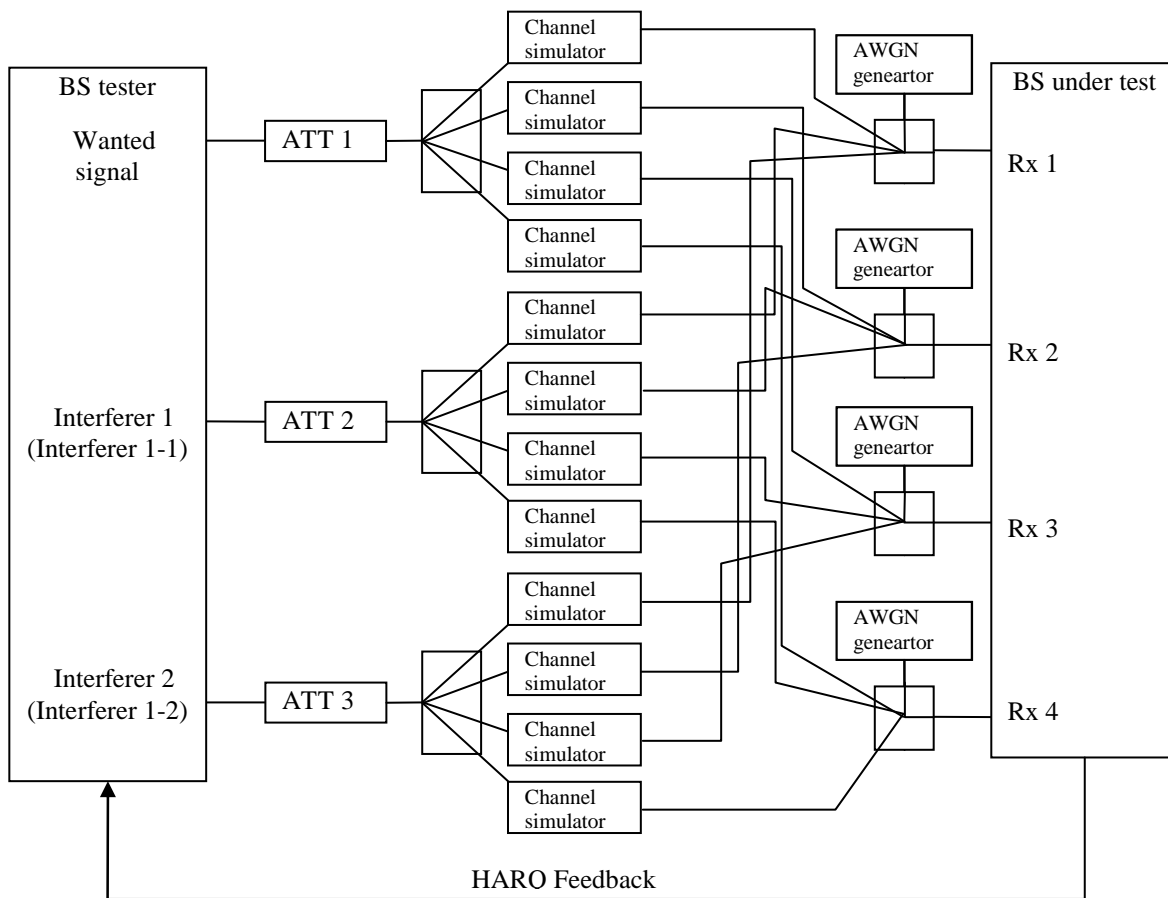 BS tester
Wanted
signal
Interferer 1
(Interferer 1-1)
Interferer 2
(Interferer 1-2)
ATT 1
ATT 2
ATT 3
Channel
simulator
Channel
simulator
Channel
simulator
Channel
simulator
Channel
simulator
Channel
simulator
Channel
simulator
Channel
simulator
Channel
simulator
Channel
simulator
Channel
simulator
Channel
simulator
AWGN
geneartor
AWGN
geneartor
AWGN
geneartor
AWGN
geneartor
BS under test
Rx 1
Rx 2
Rx 3
Rx 4
HARO Feedback